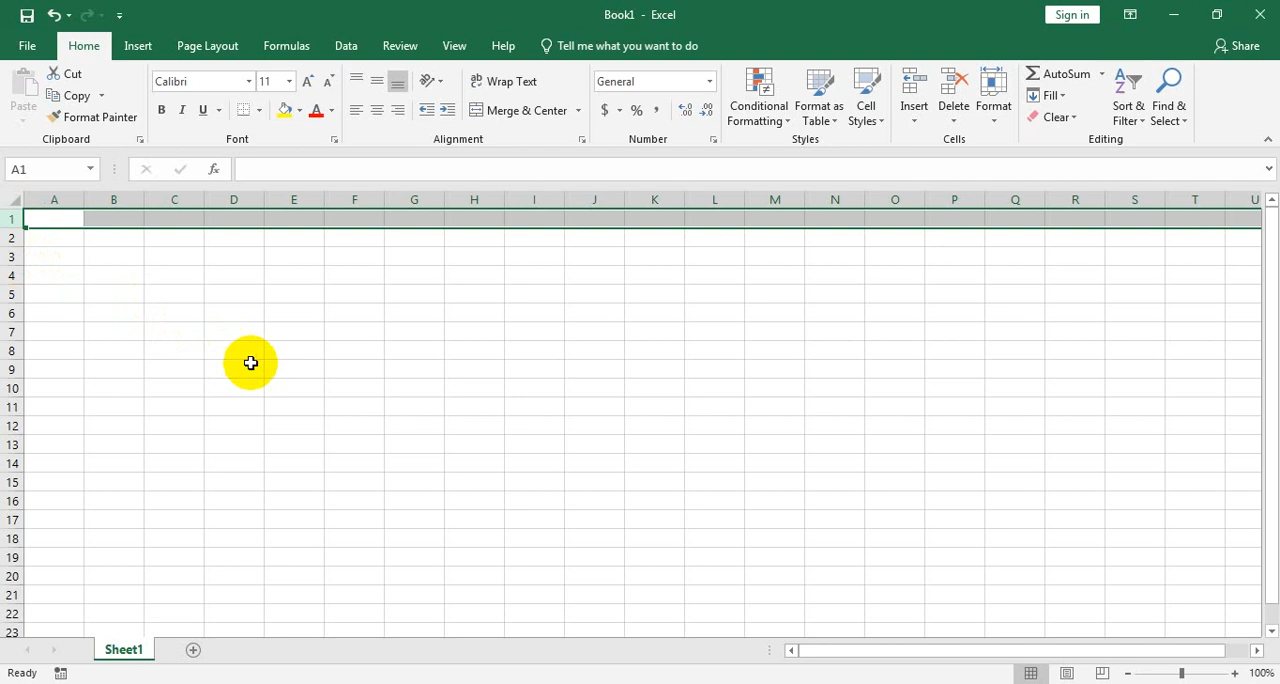 Book1 - Excel
Sign in
File Home Insert Page Layout Formulas Data Review View Help Tell me what you want to do Share
Paste
Cut
Copy
Format Painter
Clipboard
Calibri 11
B I U A
Font
Wrap Text
Merge & Center
Alignment
General
$ % ,
Number
Conditional Formatting
Format as Table
Cell Styles
Styles
Insert Delete Format
Cells
AutoSum
Fill
Clear
Sort & Filter
Find & Select
Editing
A1 fx
A B C D E F G H I J K L M N O P Q R S T U
1
2
3
4
5
6
7
8
9
10
11
12
13
14
15
16
17
18
19
20
21
22
23
Sheet1
Ready 100%